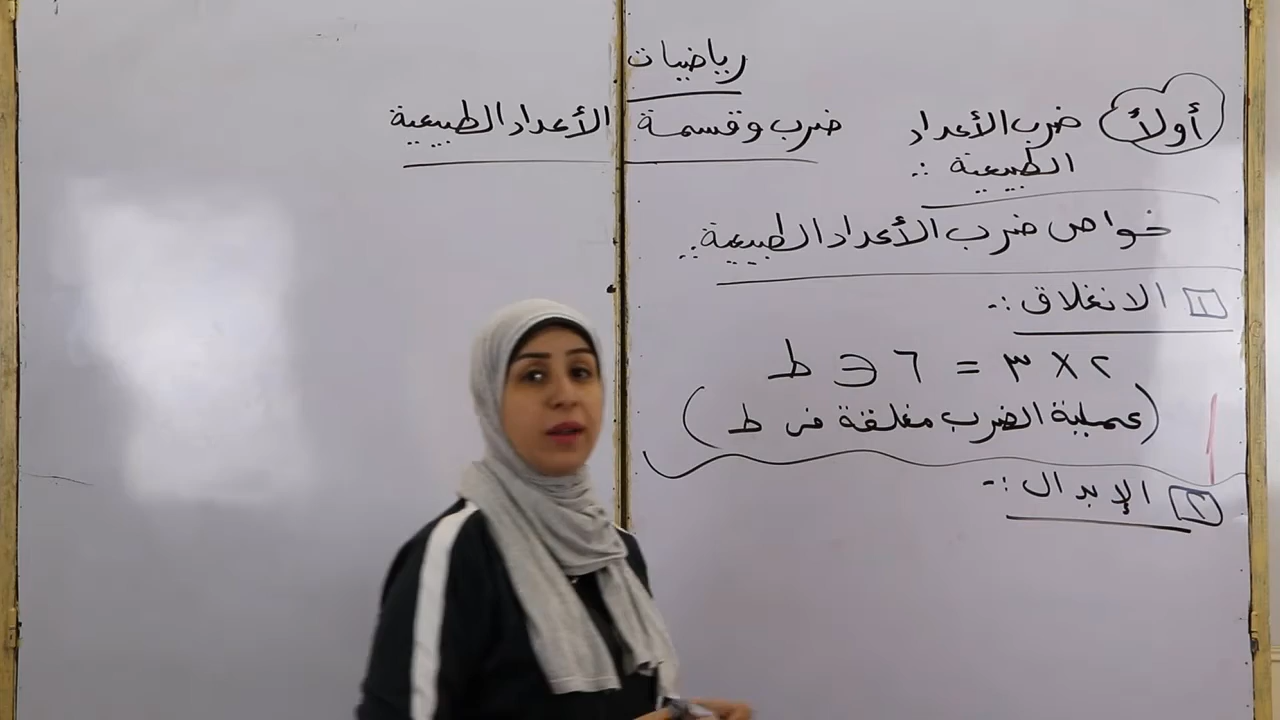 رياضيات
ضرب وقسمة الأعداد الطبيعية
أولاً ضرب الأعداد
الطبيعية :
خواص ضرب الأعداد الطبيعية :
١ الانغلاق :-
٢ × ٣ = ٦ ∈ ط
(عملية الضرب مغلقة فى ط)
٢ الإبدال :-